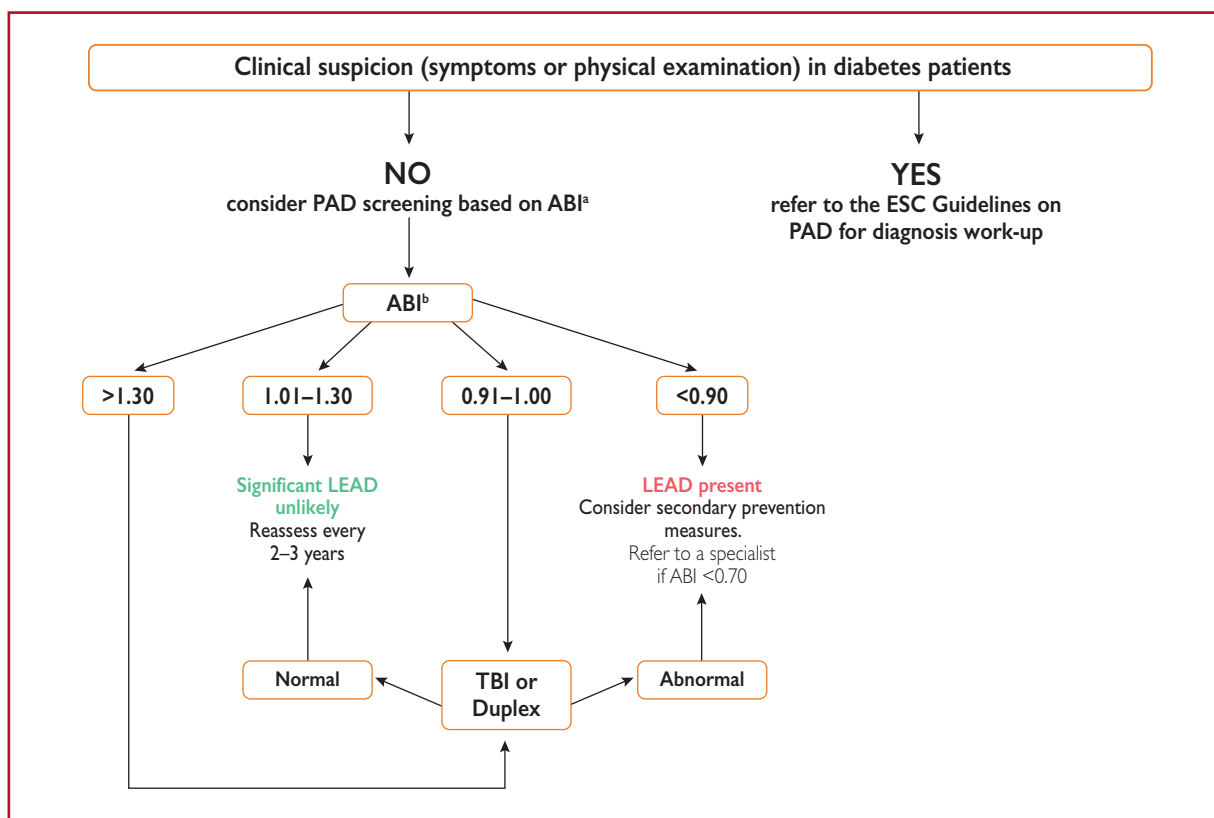 Clinical suspicion (symptoms or physical examination) in diabetes patients
NO
consider PAD screening based on ABIᵃ
YES
refer to the ESC Guidelines on
PAD for diagnosis work-up
ABIᵇ
>1.30
1.01–1.30
0.91–1.00
<0.90
Significant LEAD
unlikely
Reassess every
2–3 years
LEAD present
Consider secondary prevention
measures.
Refer to a specialist
if ABI <0.70
Normal
TBI or
Duplex
Abnormal